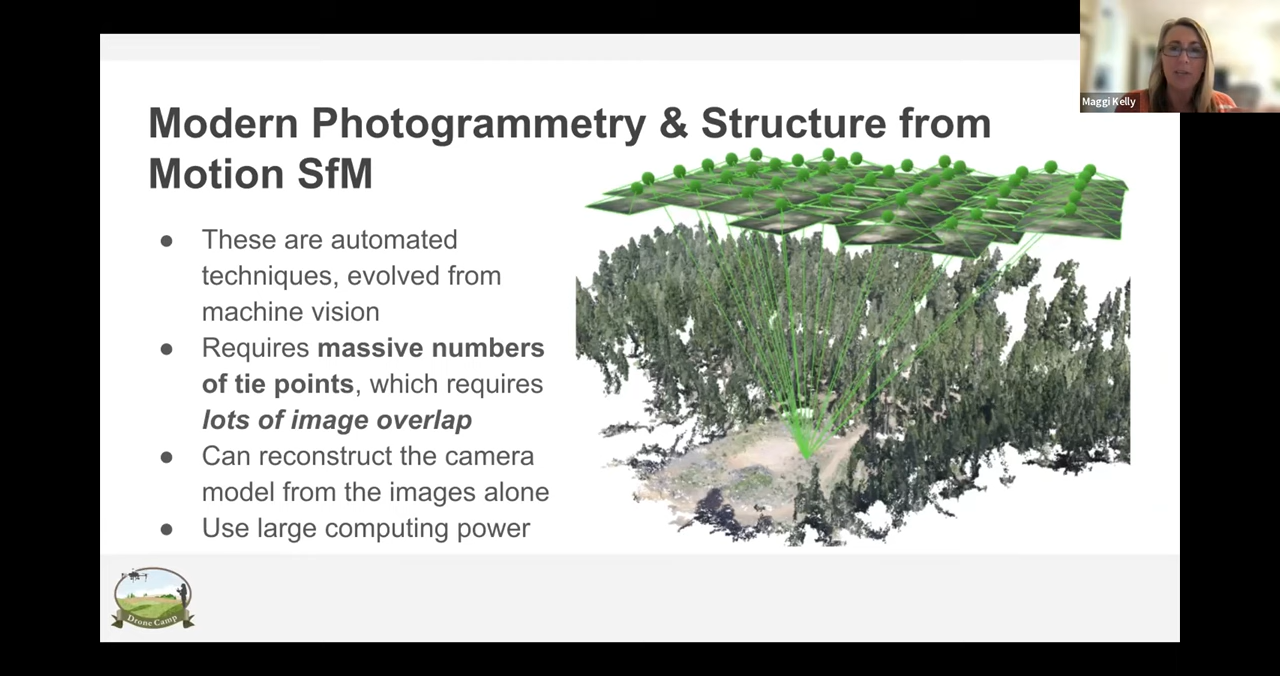 Maggi Kelly
Modern Photogrammetry & Structure from
Motion SfM
● These are automated
techniques, evolved from
machine vision
● Requires massive numbers
of tie points, which requires
lots of image overlap
● Can reconstruct the camera
model from the images alone
● Use large computing power
Drone Camp